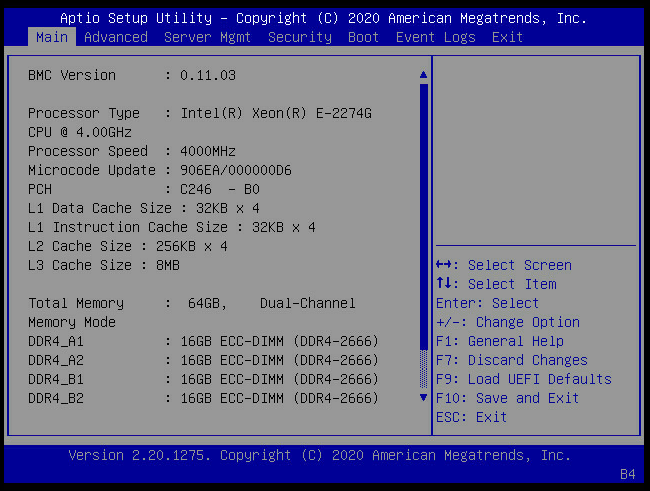 Aptio Setup Utility – Copyright (C) 2020 American Megatrends, Inc.
Main Advanced Server Mgmt Security Boot Event Logs Exit
BMC Version : 0.11.03
Processor Type : Intel(R) Xeon(R) E-2274G
CPU @ 4.00GHz
Processor Speed : 4000MHz
Microcode Update : 906EA/000000D6
PCH : C246 - B0
L1 Data Cache Size : 32KB x 4
L1 Instruction Cache Size : 32KB x 4
L2 Cache Size : 256KB x 4
L3 Cache Size : 8MB
Total Memory : 64GB, Dual-Channel
Memory Mode
DDR4_A1 : 16GB ECC-DIMM (DDR4-2666)
DDR4_A2 : 16GB ECC-DIMM (DDR4-2666)
DDR4_B1 : 16GB ECC-DIMM (DDR4-2666)
DDR4_B2 : 16GB ECC-DIMM (DDR4-2666)
↔: Select Screen
↑↓: Select Item
Enter: Select
+/-: Change Option
F1: General Help
F7: Discard Changes
F9: Load UEFI Defaults
F10: Save and Exit
ESC: Exit
Version 2.20.1275. Copyright (C) 2020 American Megatrends, Inc.
B4